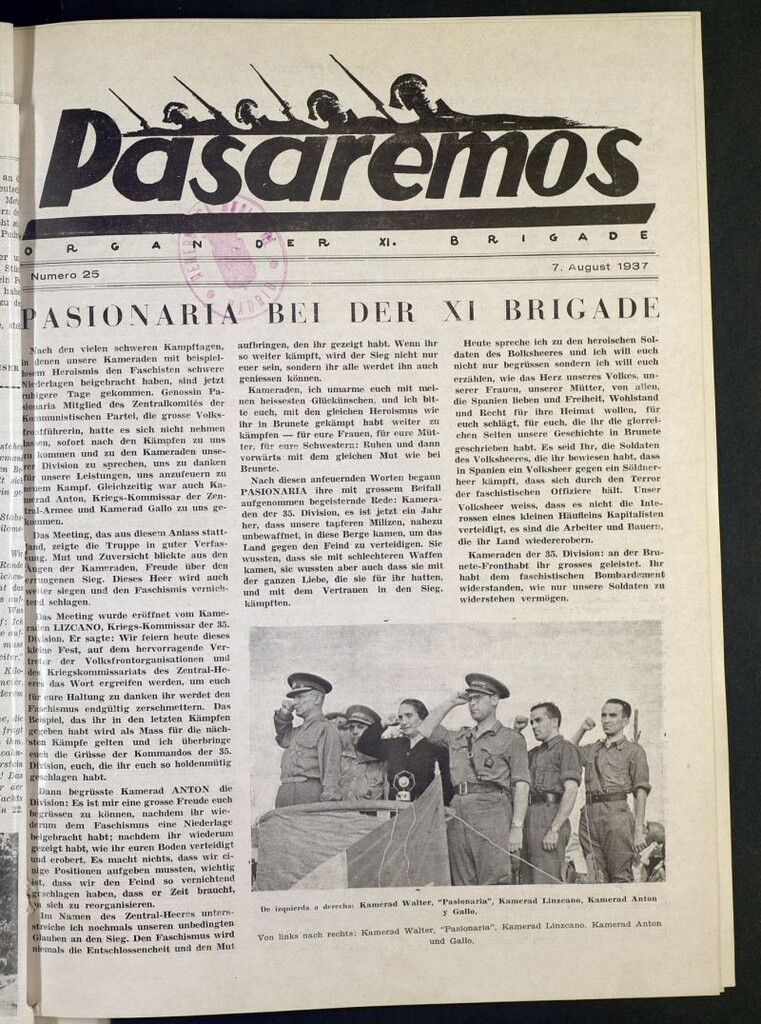 Pasaremos
ORGAN DER XI. BRIGADE
Numero 25
7. August 1937
PASIONARIA BEI DER XI BRIGADE
Nach den vielen schweren Kampftagen,
in denen unsere Kameraden mit beispiel-
losem Heroismus den Faschisten schwere
Niederlagen beigebracht haben, sind jetzt
ruhigere Tage gekommen. Genossin Pa-
sionaria Mitglied des Zentralkomités der
Kommunistischen Partei, die grosse Volks-
frontführerin, hatte es sich nicht nehmen
lassen, sofort nach den Kämpfen zu uns
zu kommen und zu den Kameraden unse-
rer Division zu sprechen, uns zu danken
für unsere Leistungen, uns anzufeuern zu
neuem Kampf. Gleichzeitig war auch Ka-
merad Anton, Kriegs-Kommissar der Zen-
tral-Armee und Kamerad Gallo zu uns ge-
kommen.
Das Meeting, das aus diesem Anlass statt-
fand, zeigte die Truppe in guter Verfas-
sung. Mut und Zuversicht blickte aus den
Augen der Kameraden, Freude über den
errungenen Sieg. Dieses Heer wird auch
weiter siegen und den Faschismus vernich-
tend schlagen.
Das Meeting wurde eröffnet vom Kame-
raden LIZCANO, Kriegs-Kommissar der 35.
Division. Er sagte: Wir feiern heute dieses
kleine Fest, auf dem hervorragende Ver-
treter der Volksfrontorganisationen und
des Kriegskommissariats des Zentral-He-
eres das Wort ergreifen werden, um euch
für eure Haltung zu danken ihr werdet den
Faschismus endgültig zerschmettern. Das
Beispiel, das ihr in den letzten Kämpfen
gegeben habt wird als Mass für die näch-
sten Kämpfe gelten und ich überbringe
euch die Grüsse der Kommandos der 35.
Division, euch, die ihr euch so holdenmütig
geschlagen habt.
Dann begrüsste Kamerad ANTON die
Division: Es ist mir eine grosse Freude euch
begrüssen zu können, nachdem ihr wie-
derum dem Faschismus eine Niederlage
beigebracht habt; nachdem ihr wiederum
gezeigt habt, wie ihr euren Boden verteidigt
und erobert. Es macht nichts, dass wir ei-
nige Positionen aufgeben mussten, wichtig
ist, dass wir den Feind so vernichtend
geschlagen haben, dass er Zeit braucht,
um sich zu reorganisieren.
Im Namen des Zentral-Heeres unters-
streiche ich nochmals unseren unbedingten
Glauben an den Sieg. Den Faschismus wird
niemals die Entschlossencheit und den Mut
aufbringen, den ihr gezeigt habt. Wenn ihr
so weiter kämpft, wird der Sieg nicht nur
euer sein, sondern ihr alle werdet ihn auch
geniessen können.
Kameraden, ich umarme euch mit mei-
nen heissesten Glückschnen, und ich bit-
te euch, mit den gleichen Heroismus wie
ihr in Brunete gekämpt habt weiter zu
kämpfen — für eure Frauen, für eure Müt-
ter, für eure Schwestern: Ruhen und dann
vorwärts mit dem gleichen Mut wie bei
Brunete.
Nach diesen anfeuernden Worten begann
PASIONARIA ihre mit grossem Beifall
aufgenommen begeisternde Rede: Kamera-
den der 35. Division, es ist jetzt ein Jahr
her, dass unsere tapferen Milizen, nahezu
unbewaffnet, in diese Berge kamen, um das
Land gegen den Feind zu verteidigen. Sie
wussten, dass sie mit schlechteren Waffen
kamen, sie wussten aber auch dass sie mit
der ganzen Liebe, die sie für ihr hatten,
und mit dem Vertrauen in den Sieg,
kämpften.
Heute spreche ich zu den heroischen Sol-
daten des Bolksheeres und ich will euch
nicht nur begrüssen sondern ich will euch
erzählen, wie das Herz unseres Volkes, un-
serer Frauen, unserer Mütter, von allen,
die Spanien lieben und Freiheit, Wohlstand
und Recht für ihre Heimat wollen, für
euch schlägt, für euch, die ihr die glorrei-
chen Seiten unsere Geschichte in Brunete
geschrieben habt. Es seid Ihr, die Soldaten
des Volksheeres, die ihr bewiesen habt, dass
in Spanien ein Volksheer gegen ein Söldner-
heer kämpft, dass sich durch den Terror
der faschistischen Offiziere hält. Unser
Volksheer weiss, dass es nicht die Inte-
rossen eines kleinen Häufleins Kapitalisten
verteidigt, es sind die Arbeiter und Bauern,
die ihr Land wiedererobern.
Kameraden der 35. Division: an der Bru-
nete-Fronthabt ihr grosses geleistet. Ihr
habt dem faschistischen Bombardement
widerstanden, wie nur unsere Soldaten zu
widerstehen vermögen.
De izquierda a derecha: Kamerad Walter, "Pasionaria", Kamerad Linzcano, Kamerad Anton
y Gallo.
Von links nach rechts: Kamerad Walter, "Pasionaria", Kamerad Linzcano, Kamerad Anton
und Gallo.